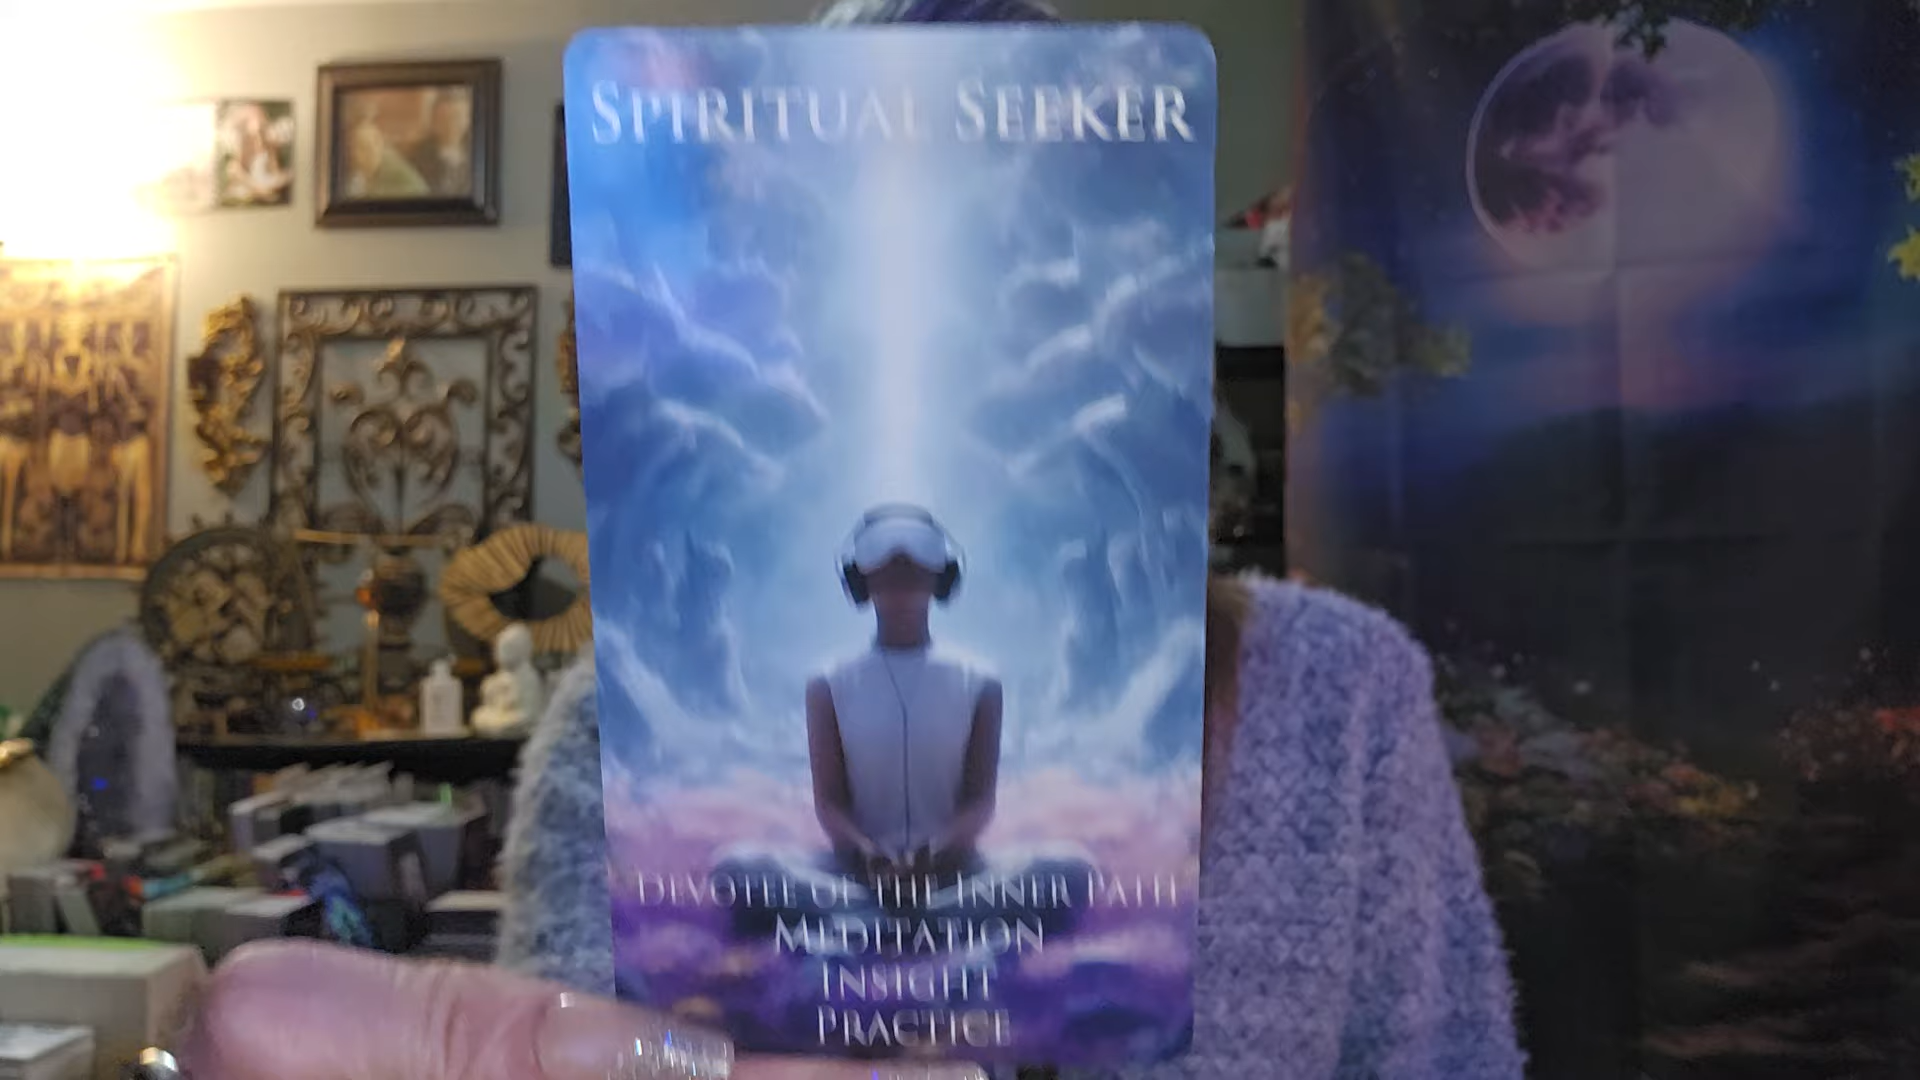 SPIRITUAL SEEKER
DEVOTEE OF THE INNER PATH
MEDITATION
INSIGHT
PRACTICE